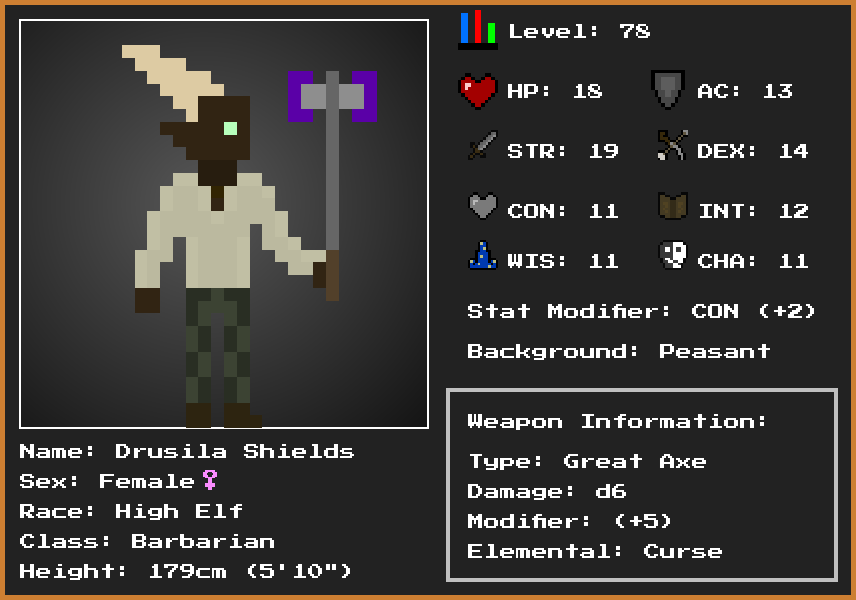 Level: 78
HP: 18
AC: 13
STR: 19
DEX: 14
CON: 11
INT: 12
WIS: 11
CHA: 11
Stat Modifier: CON (+2)
Background: Peasant
Weapon Information:
Type: Great Axe
Damage: d6
Modifier: (+5)
Elemental: Curse
Name: Drusila Shields
Sex: Female♀
Race: High Elf
Class: Barbarian
Height: 179cm (5'10")